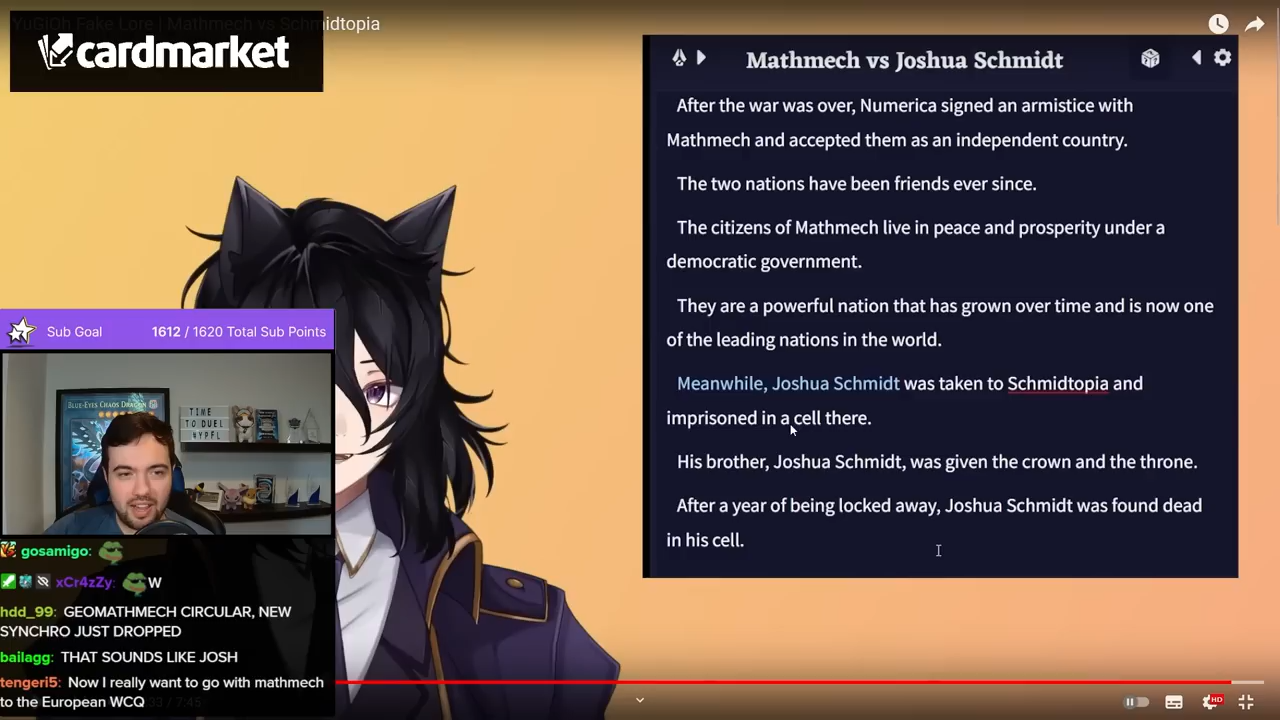 YuGiOh Fake Lore | Mathmech vs Schmidtopia
cardmarket
Mathmech vs Joshua Schmidt
After the war was over, Numerica signed an armistice with
Mathmech and accepted them as an independent country.
The two nations have been friends ever since.
The citizens of Mathmech live in peace and prosperity under a
democratic government.
They are a powerful nation that has grown over time and is now one
of the leading nations in the world.
Meanwhile, Joshua Schmidt was taken to Schmidtopia and
imprisoned in a cell there.
His brother, Joshua Schmidt, was given the crown and the throne.
After a year of being locked away, Joshua Schmidt was found dead
in his cell.
Sub Goal 1612 / 1620 Total Sub Points
BLUE-EYES CHAOS DRAGON
TIME
TO DUEL
#YPFL
gosamigo:
xCr4zZy: W
hdd_99: GEOMATHMECH CIRCULAR, NEW
SYNCHRO JUST DROPPED
bailagg: THAT SOUNDS LIKE JOSH
tengeri5: Now I really want to go with mathmech
to the European WCQ
7:45
HD